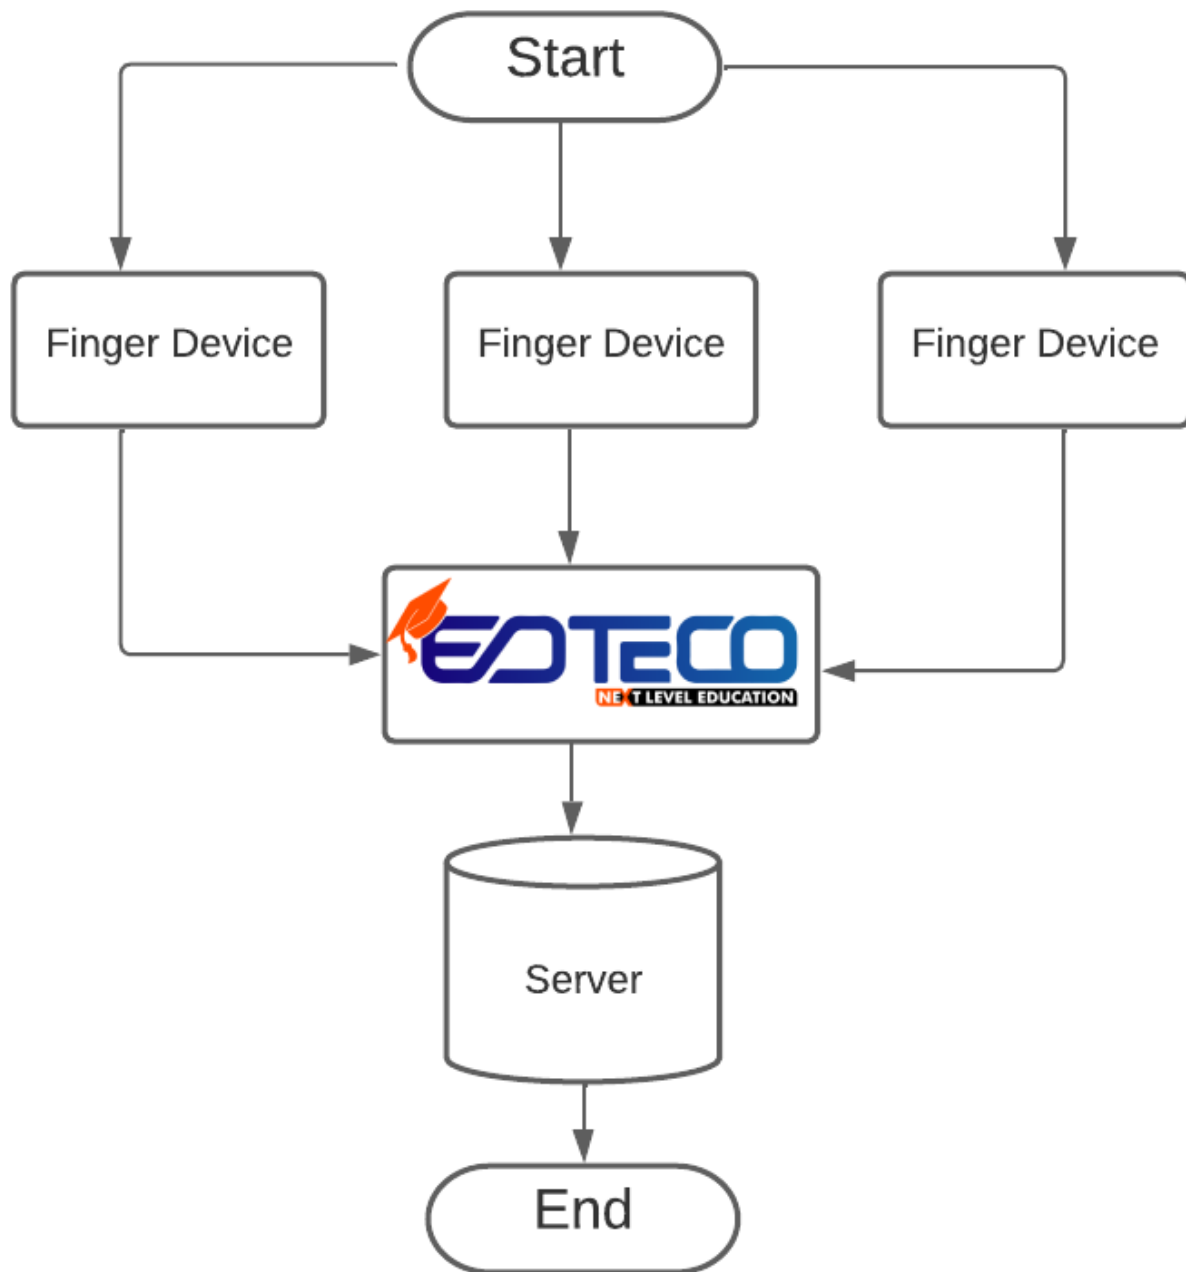 Start
Finger Device
Finger Device
Finger Device
EDTECO
NEXT LEVEL EDUCATION
Server
End